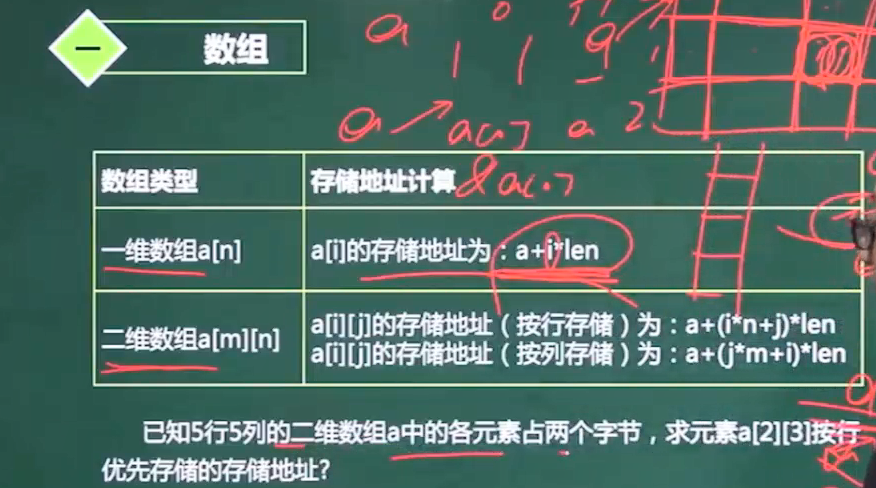 一
数组
a
a
a
a[0]
a
2
数组类型
存储地址计算
&a[0]
一维数组a[n]
a[i]的存储地址为：a+i*len
二维数组a[m][n]
a[i][j]的存储地址（按行存储）为：a+(i*n+j)*len
a[i][j]的存储地址（按列存储）为：a+(j*m+i)*len
已知5行5列的二维数组a中的各元素占两个字节，求元素a[2][3]按行
优先存储的存储地址?